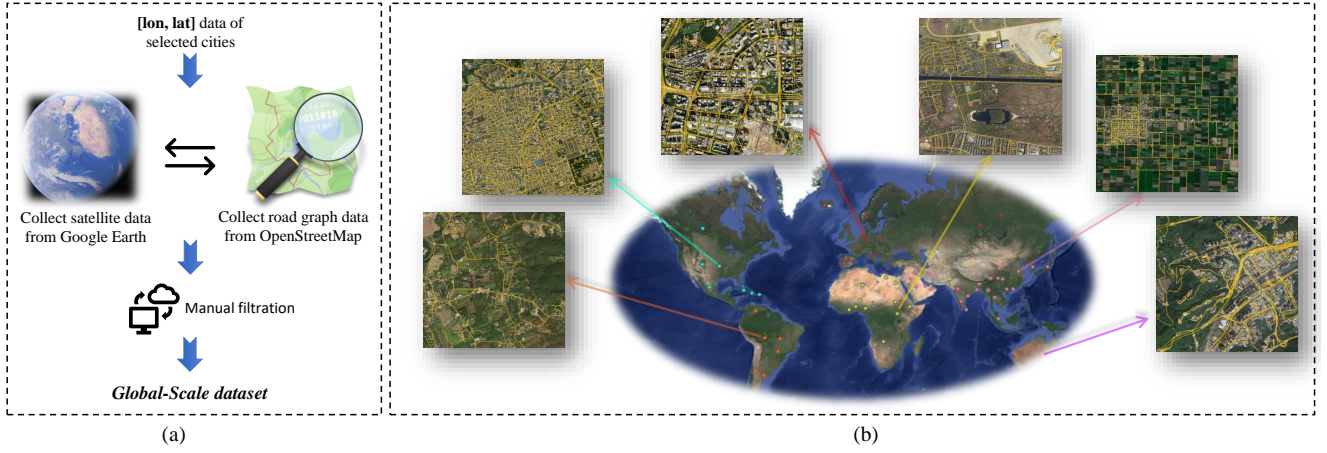 [lon, lat] data of
selected cities
011010
Collect satellite data
from Google Earth
Collect road graph data
from OpenStreetMap
Manual filtration
Global-Scale dataset
(a)
(b)